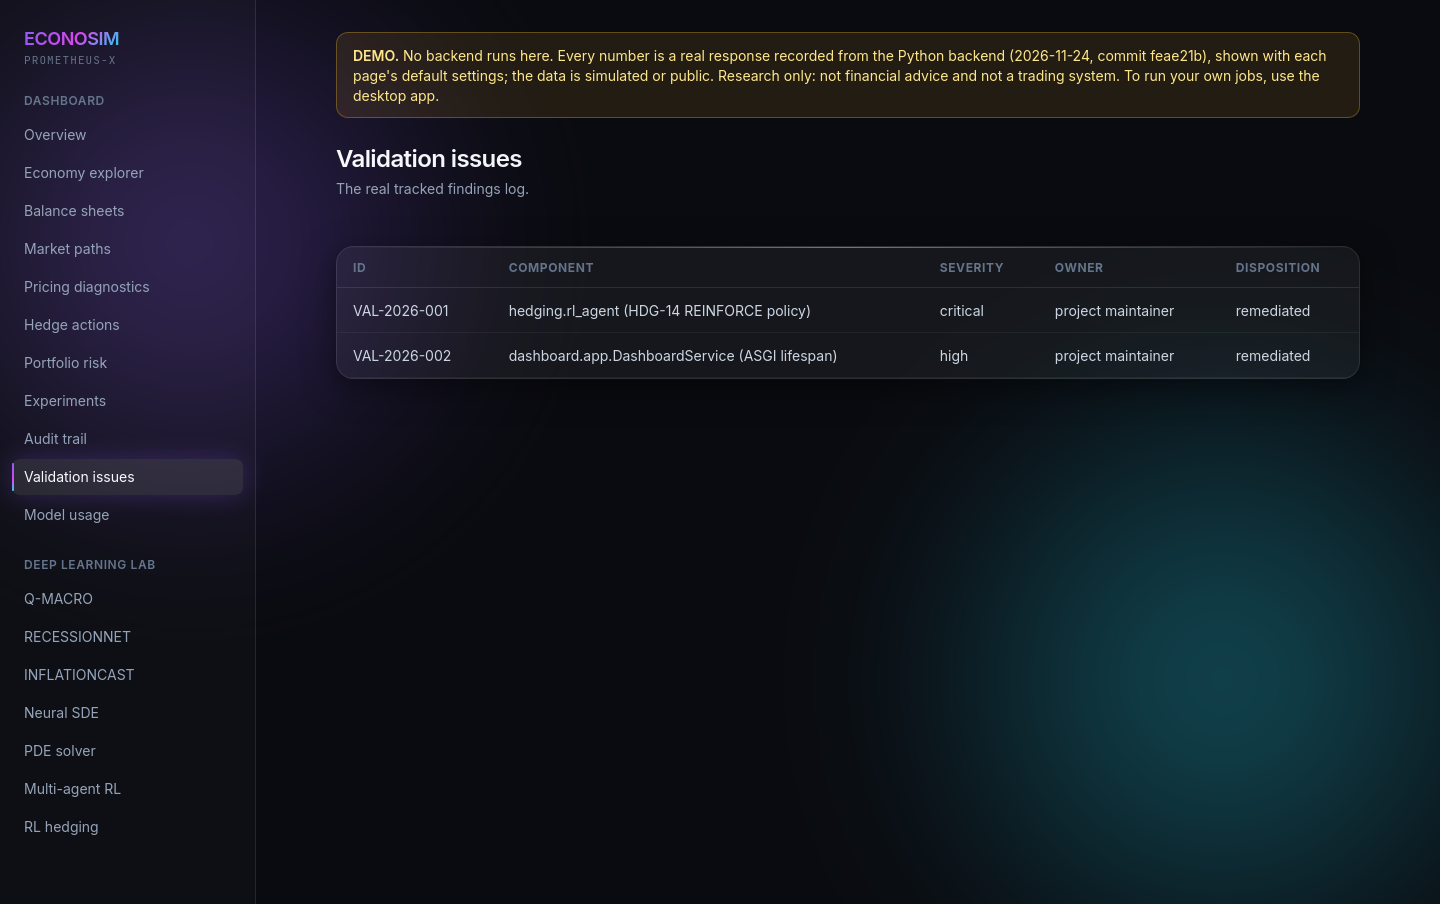 ECONOSIM
PROMETHEUS-X
DASHBOARD
Overview
Economy explorer
Balance sheets
Market paths
Pricing diagnostics
Hedge actions
Portfolio risk
Experiments
Audit trail
Validation issues
Model usage
DEEP LEARNING LAB
Q-MACRO
RECESSIONNET
INFLATIONCAST
Neural SDE
PDE solver
Multi-agent RL
RL hedging
DEMO. No backend runs here. Every number is a real response recorded from the Python backend (2026-11-24, commit feae21b), shown with each
page's default settings; the data is simulated or public. Research only: not financial advice and not a trading system. To run your own jobs, use the
desktop app.
Validation issues
The real tracked findings log.
ID COMPONENT SEVERITY OWNER DISPOSITION
VAL-2026-001 hedging.rl_agent (HDG-14 REINFORCE policy) critical project maintainer remediated
VAL-2026-002 dashboard.app.DashboardService (ASGI lifespan) high project maintainer remediated